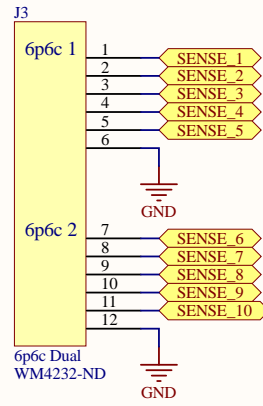 J3
6p6c 1
1 SENSE_1
2 SENSE_2
3 SENSE_3
4 SENSE_4
5 SENSE_5
6
GND
6p6c 2
7 SENSE_6
8 SENSE_7
9 SENSE_8
10 SENSE_9
11 SENSE_10
12
6p6c Dual
WM4232-ND
GND